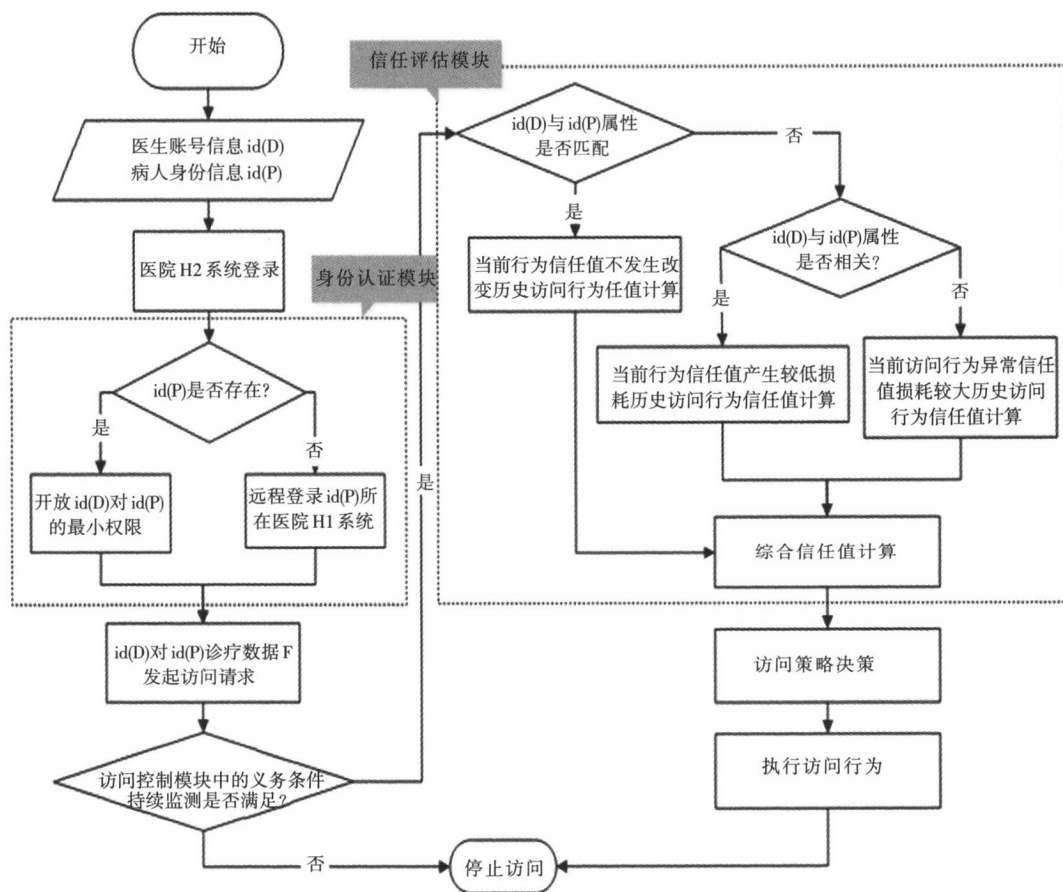 开始
医生账号信息 id(D)
病人身份信息 id(P)
医院 H2 系统登录
身份认证模块
id(P)是否存在?
是
否
开放 id(D)对 id(P)
的最小权限
远程登录 id(P)所
在医院 H1 系统
id(D)对 id(P)诊疗数据 F
发起访问请求
访问控制模块中的义务条件
持续监测是否满足?
是
否
信任评估模块
id(D)与 id(P)属性
是否匹配
是
否
当前行为信任值不发生改
变历史访问行为任值计算
id(D)与 id(P)属性
是否相关?
是
否
当前行为信任值产生较低损
耗历史访问行为信任值计算
当前访问行为异常信任
值损耗较大历史访问
行为信任值计算
综合信任值计算
访问策略决策
执行访问行为
停止访问